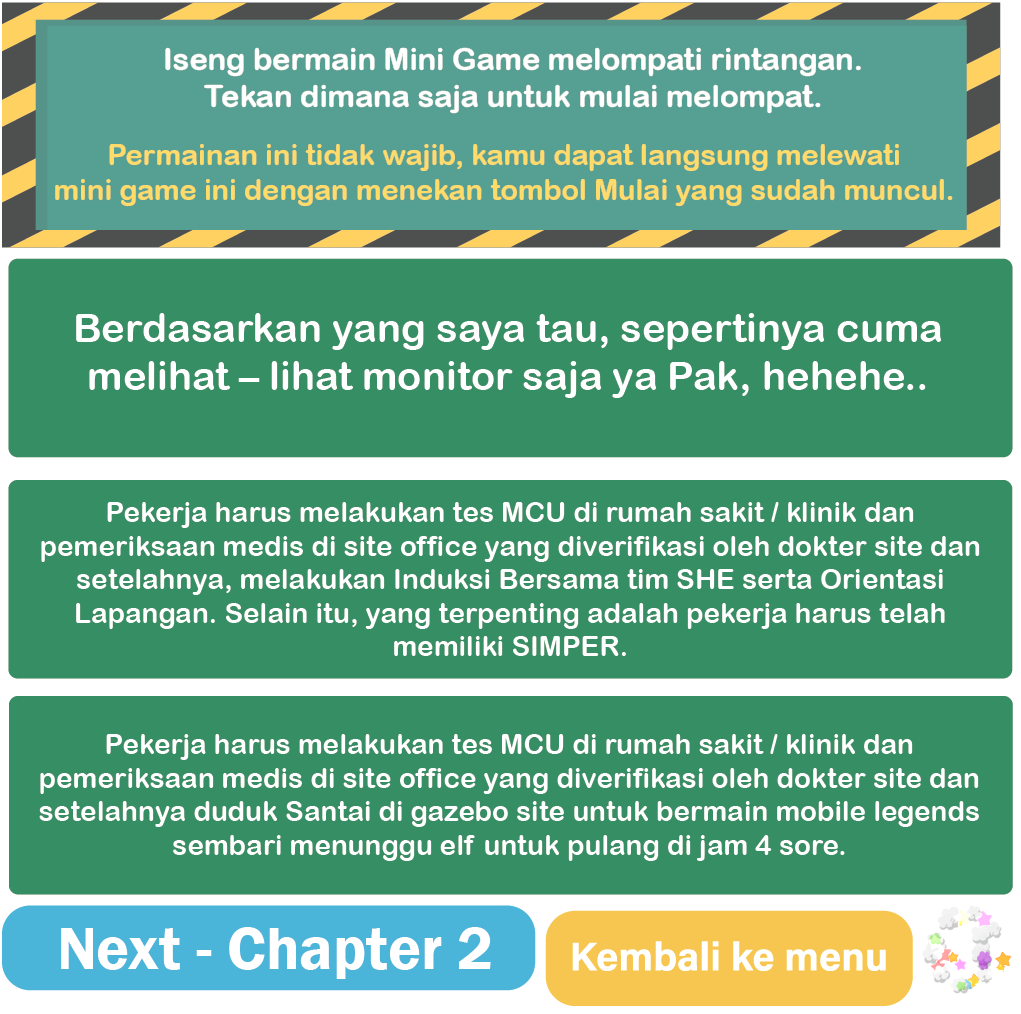 Iseng bermain Mini Game melompati rintangan.
Tekan dimana saja untuk mulai melompat.
Permainan ini tidak wajib, kamu dapat langsung melewati
mini game ini dengan menekan tombol Mulai yang sudah muncul.
Berdasarkan yang saya tau, sepertinya cuma
melihat – lihat monitor saja ya Pak, hehehe..
Pekerja harus melakukan tes MCU di rumah sakit / klinik dan
pemeriksaan medis di site office yang diverifikasi oleh dokter site dan
setelahnya, melakukan Induksi Bersama tim SHE serta Orientasi
Lapangan. Selain itu, yang terpenting adalah pekerja harus telah
memiliki SIMPER.
Pekerja harus melakukan tes MCU di rumah sakit / klinik dan
pemeriksaan medis di site office yang diverifikasi oleh dokter site dan
setelahnya duduk Santai di gazebo site untuk bermain mobile legends
sembari menunggu elf untuk pulang di jam 4 sore.
Next - Chapter 2
Kembali ke menu